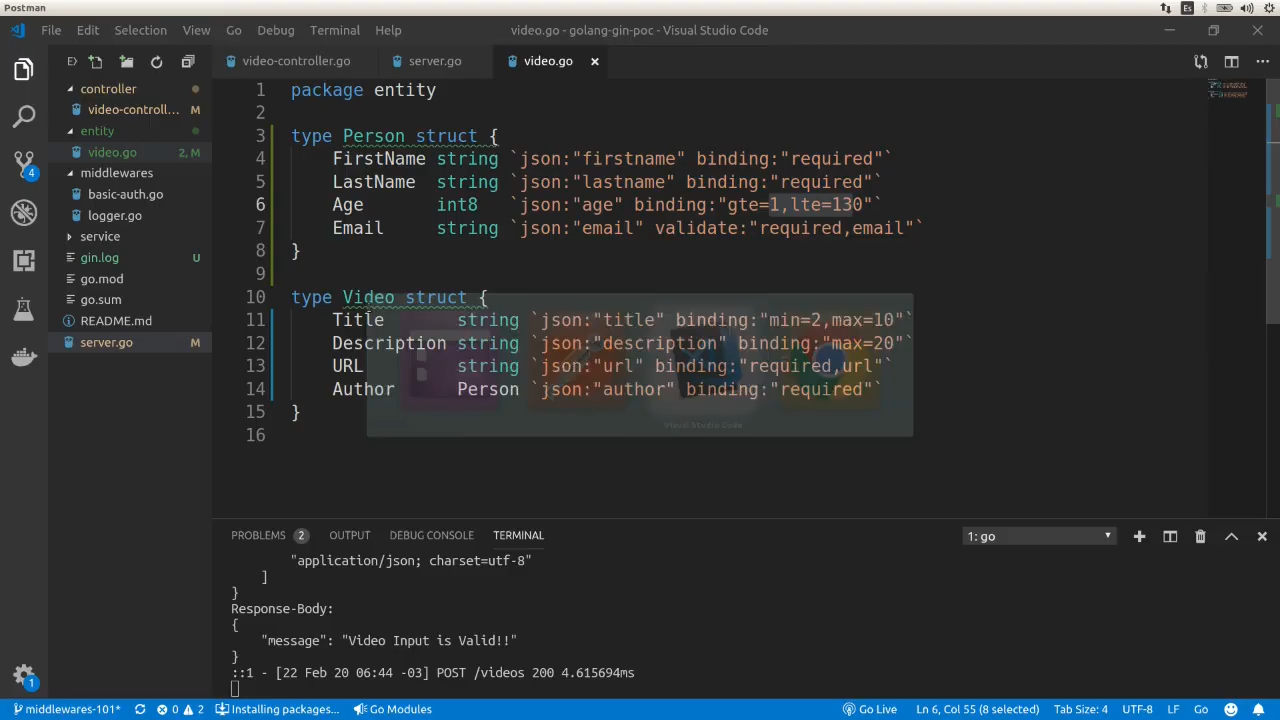 Postman
Es
File Edit Selection View Go Debug Terminal Help
video.go - golang-gin-poc - Visual Studio Code
video-controller.go
server.go
video.go
controller
video-controll... M
entity
video.go 2, M
middlewares
basic-auth.go
logger.go
service
gin.log U
go.mod
go.sum
README.md
server.go M
4
1
1 package entity
2
3 type Person struct {
4 FirstName string `json:"firstname" binding:"required"`
5 LastName string `json:"lastname" binding:"required"`
6 Age int8 `json:"age" binding:"gte=1,lte=130"`
7 Email string `json:"email" validate:"required,email"`
8 }
9
10 type Video struct {
11 Title string `json:"title" binding:"min=2,max=10"`
12 Description string `json:"description" binding:"max=20"`
13 URL string `json:"url" binding:"required,url"`
14 Author Person `json:"author" binding:"required"`
15 }
16
Visual Studio Code
PROBLEMS 2 OUTPUT DEBUG CONSOLE TERMINAL
1: go
"application/json; charset=utf-8"
]
}
Response-Body:
{
"message": "Video Input is Valid!!"
}
::1 - [22 Feb 20 06:44 -03] POST /videos 200 4.615694ms
middlewares-101* 0 2 Installing packages... Go Modules
Go Live Ln 6, Col 55 (8 selected) Tab Size: 4 UTF-8 LF Go